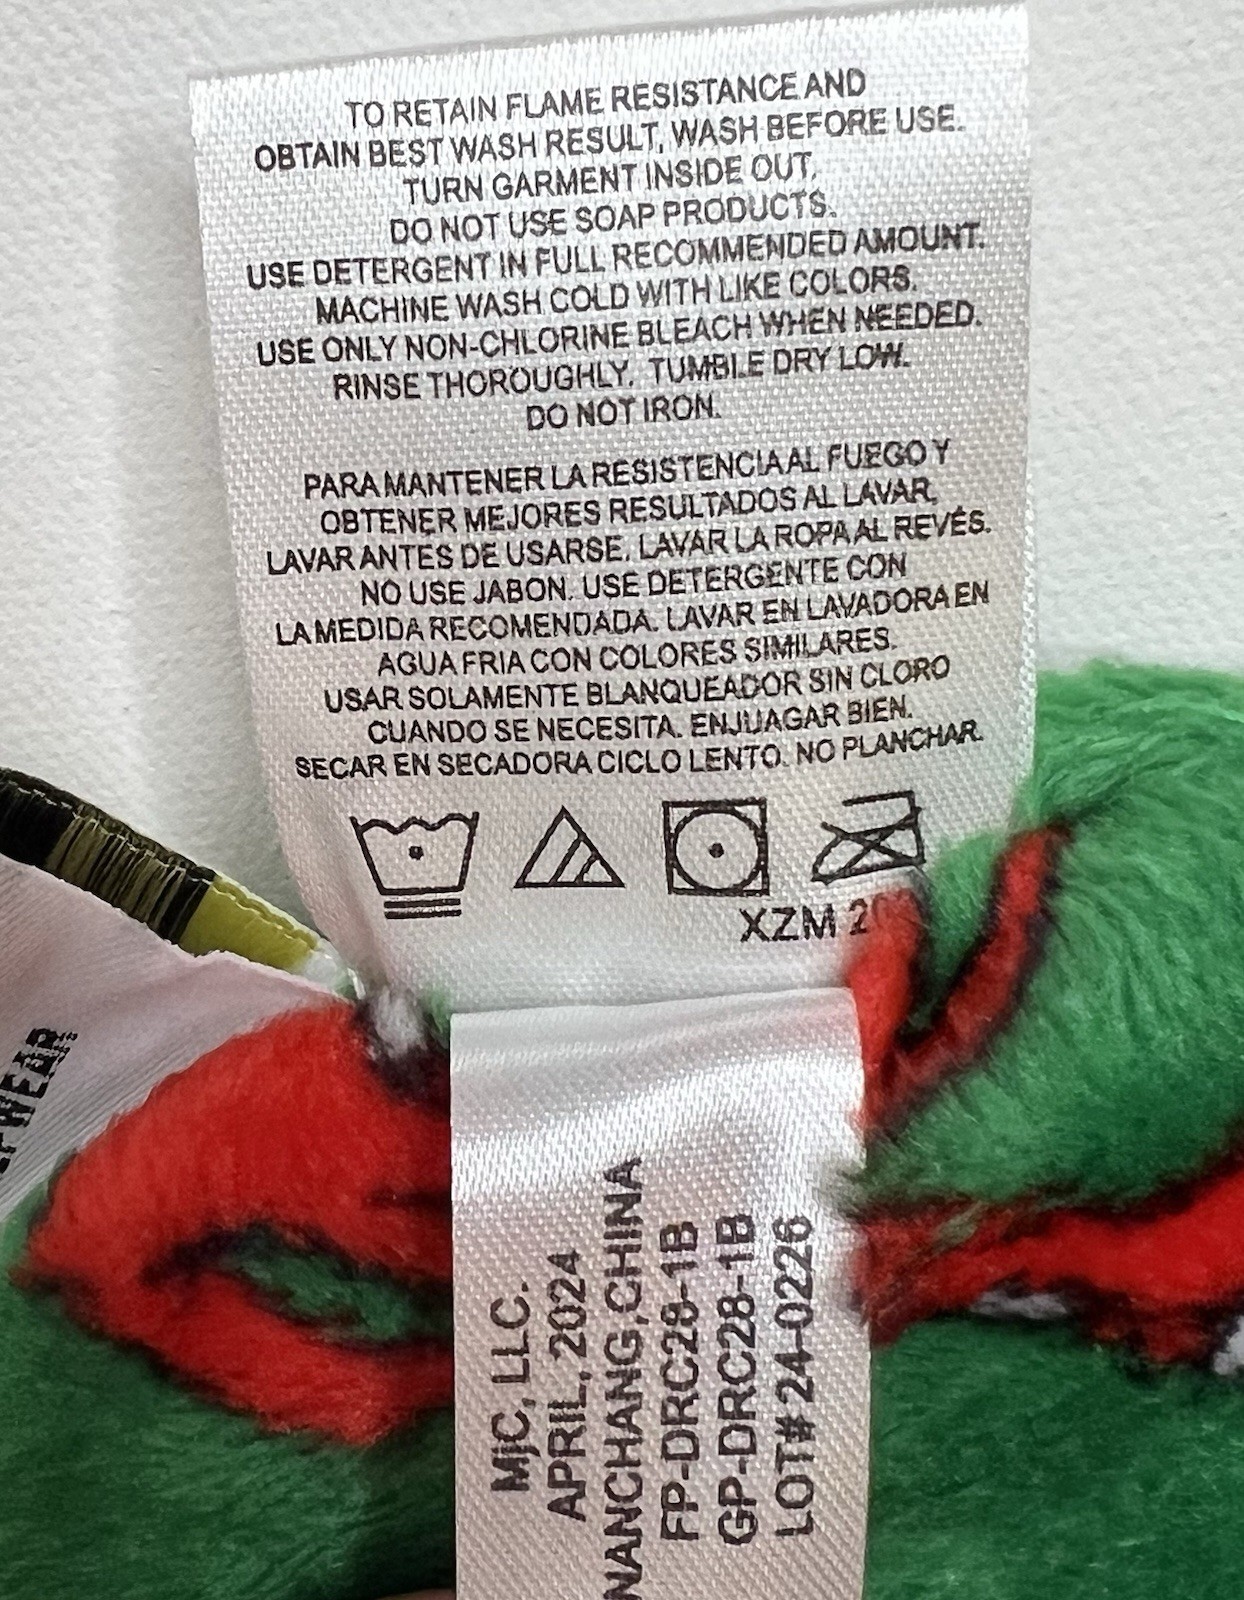 TO RETAIN FLAME RESISTANCE AND
OBTAIN BEST WASH RESULT, WASH BEFORE USE.
TURN GARMENT INSIDE OUT.
DO NOT USE SOAP PRODUCTS.
USE DETERGENT IN FULL RECOMMENDED AMOUNT.
MACHINE WASH COLD WITH LIKE COLORS.
USE ONLY NON-CHLORINE BLEACH WHEN NEEDED.
RINSE THOROUGHLY. TUMBLE DRY LOW.
DO NOT IRON.
PARA MANTENER LA RESISTENCIA AL FUEGO Y
OBTENER MEJORES RESULTADOS AL LAVAR,
LAVAR ANTES DE USARSE. LAVAR LA ROPA AL REVÉS.
NO USE JABON. USE DETERGENTE CON
LA MEDIDA RECOMENDADA. LAVAR EN LAVADORA EN
AGUA FRIA CON COLORES SIMILARES.
USAR SOLAMENTE BLANQUEADOR SIN CLORO
CUANDO SE NECESITA. ENJUAGAR BIEN.
SECAR EN SECADORA CICLO LENTO. NO PLANCHAR.
XZM
MJC, LLC.
APRIL, 2024
NANCHANG,CHINA
FP-DRC28-1B
GP-DRC28-1B
LOT# 24-0226